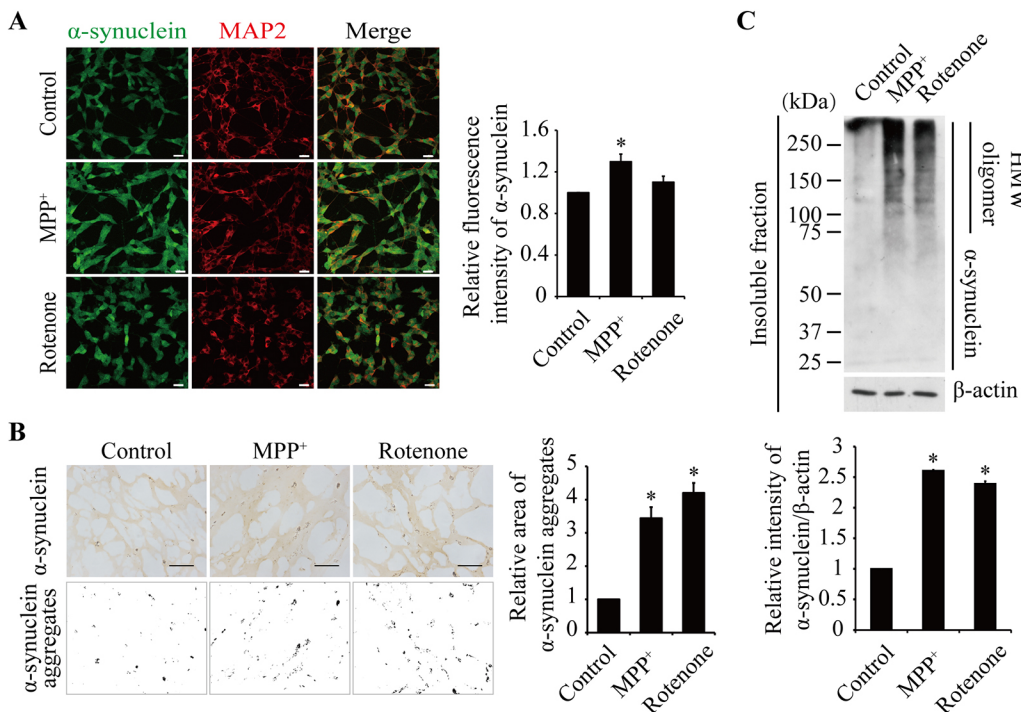 A
α-synuclein
MAP2
Merge
Control
MPP⁺
Rotenone
Relative fluorescence
intensity of α-synuclein
1.6
1.2
0.8
0.4
0
*
Control
MPP⁺
Rotenone
C
Control
MPP⁺
Rotenone
(kDa)
250
150
100
75
50
37
25
Insoluble fraction
HMW
oligomer
α-synuclein
β-actin
B
Control
MPP⁺
Rotenone
α-synuclein
α-synuclein
aggregates
Relative area of
α-synuclein aggregates
5
4
3
2
1
0
*
*
Control
MPP⁺
Rotenone
Relative intensity of
α-synuclein/β-actin
3
2.5
2
1.5
1
0.5
0
*
*
Control
MPP⁺
Rotenone